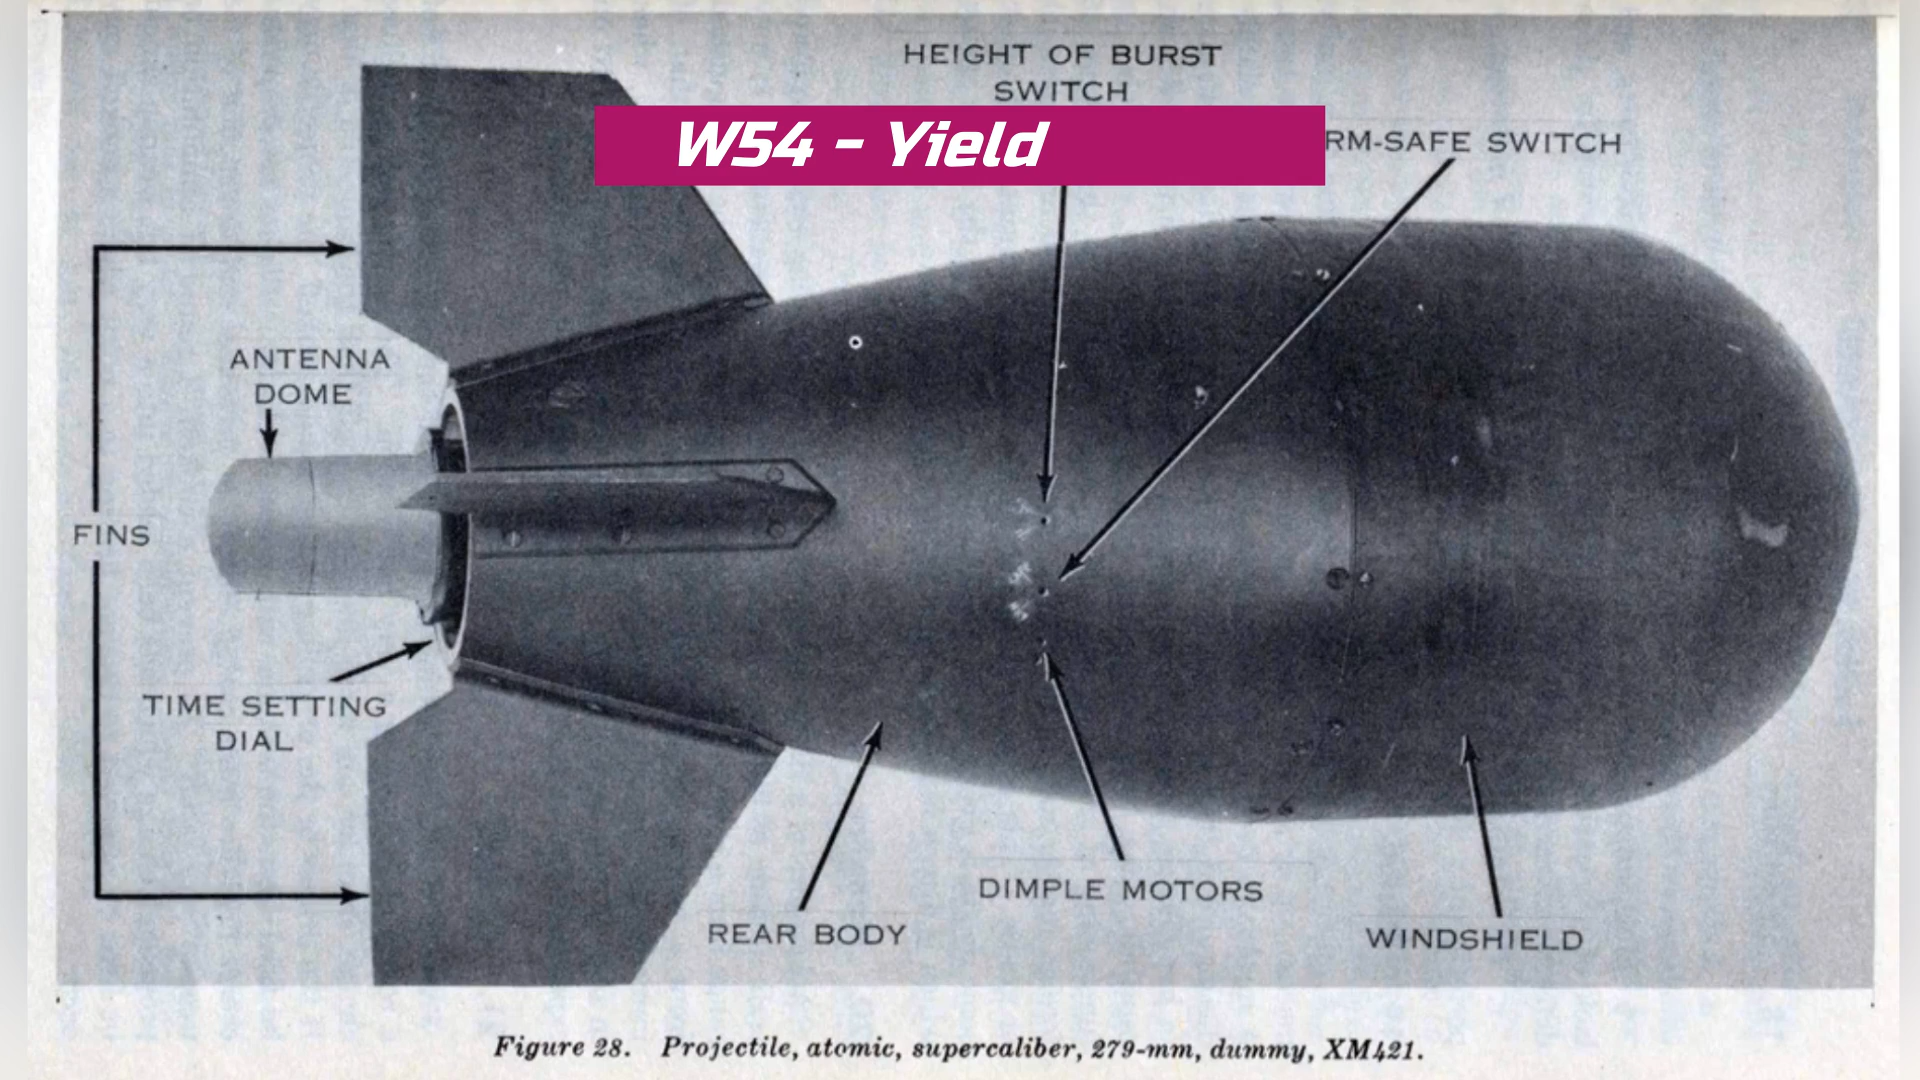 HEIGHT OF BURST
SWITCH
W54 - Yield
RM-SAFE SWITCH
ANTENNA
DOME
FINS
TIME SETTING
DIAL
DIMPLE MOTORS
REAR BODY
WINDSHIELD
Figure 28. Projectile, atomic, supercaliber, 279-mm, dummy, XM421.